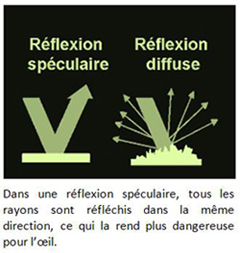 Réflexion Réflexion
spéculaire diffuse
Dans une réflexion spéculaire, tous les
rayons sont réfléchis dans la même
direction, ce qui la rend plus dangereuse
pour l’œil.